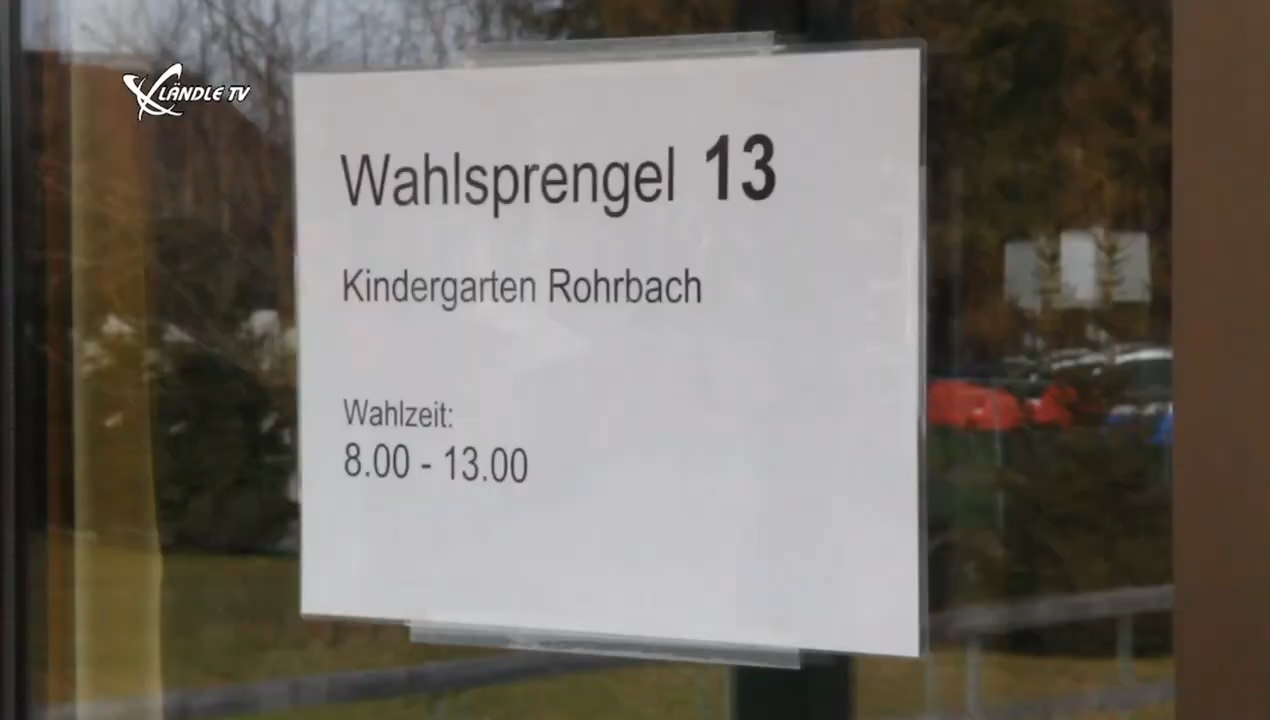 LÄNDLE TV
Wahlsprengel 13
Kindergarten Rohrbach
Wahlzeit:
8.00 - 13.00